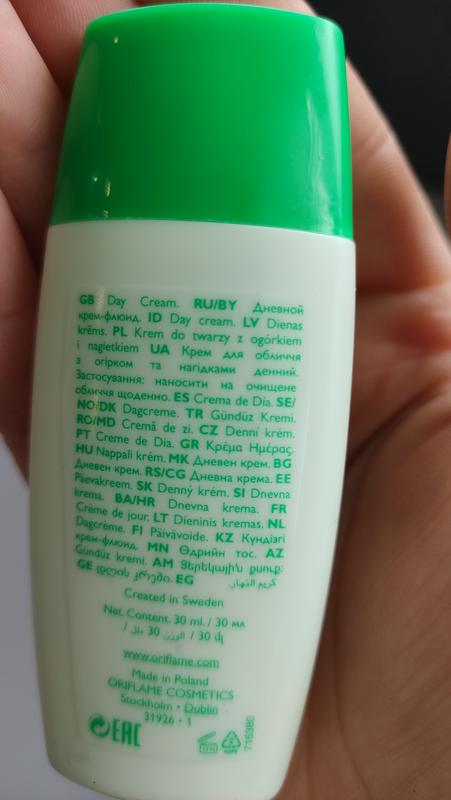 GB Day Cream. RU/BY Дневной
крем-флюид. ID Day cream. LV Dienas
krēms. PL Krem do twarzy z ogórkiem
i nagietkiem UA Крем для обличчя
з огірком та нагідками денний.
Застосування: наносити на очищене
обличчя щоденно. ES Crema de Día. SE/
NO/DK Dagcreme. TR Gündüz Kremi.
RO/MD Cremă de zi. CZ Denní krém.
PT Creme de Dia. GR Κρέμα Ημέρας.
HU Nappali krém. MK Дневен крем. BG
Дневен крем. RS/CG Дневна крема. EE
Päevakreem. SK Denný krém. SI Dnevna
krema. BA/HR Dnevna krema. FR
Crème de jour. LT Dieninis kremas. NL
Dagcrème. FI Päivävoide. KZ Күндізгі
крем-флюид. MN Өдрийн тос. AZ
Gündüz kremi. AM Ցերեկային քսուք:
GE დღის კრემი. EG كريم النهار
Created in Sweden
Net. Content. 30 ml. / 30 мл
/ 30 մլ / الوزن 30 ملل /
www.oriflame.com
Made in Poland
ORIFLAME COSMETICS
Stockholm • Dublin
31926 • 1
EAC
2
HDPE
716380